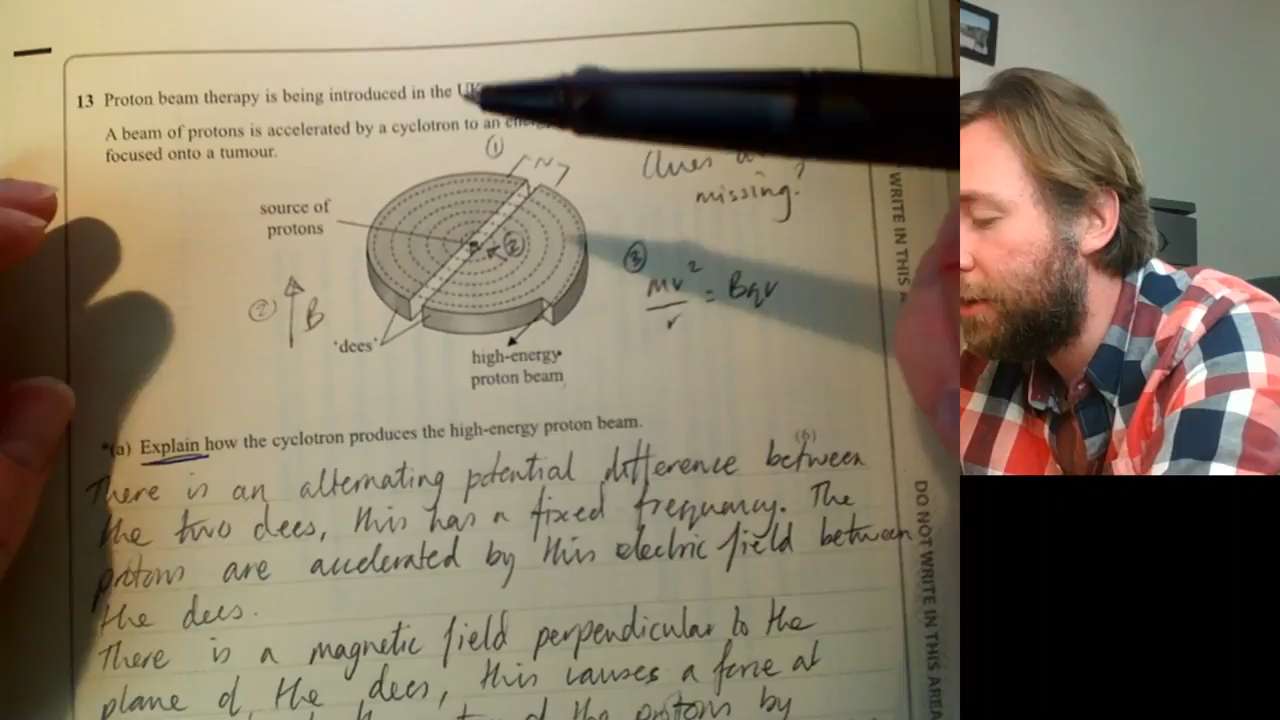 13 Proton beam therapy is being introduced in the UK
A beam of protons is accelerated by a cyclotron to an
focused onto a tumour.
①
N
Clues
missing?
source of
protons
②
③
mv²/r = Bqv
② B
'dees'
high-energy
proton beam
*(a) Explain how the cyclotron produces the high-energy proton beam.
(6)
There is an alternating potential difference between
the two dees, this has a fixed frequency. The
protons are accelerated by this electric field between
the dees.
There is a magnetic field perpendicular to the
plane of the dees, this causes a force at
of the protons by
WRITE IN THIS A
DO NOT WRITE IN THIS AREA